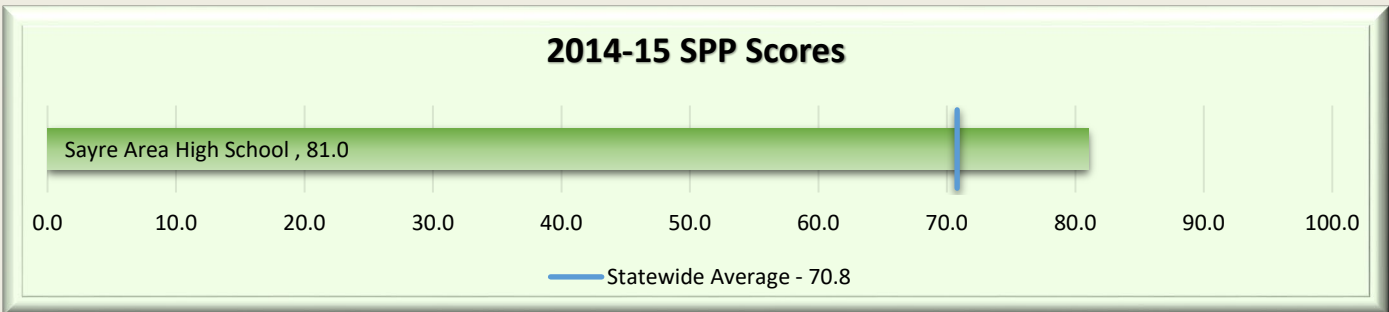 2014-15 SPP Scores
Sayre Area High School , 81.0
0.0 10.0 20.0 30.0 40.0 50.0 60.0 70.0 80.0 90.0 100.0
Statewide Average - 70.8